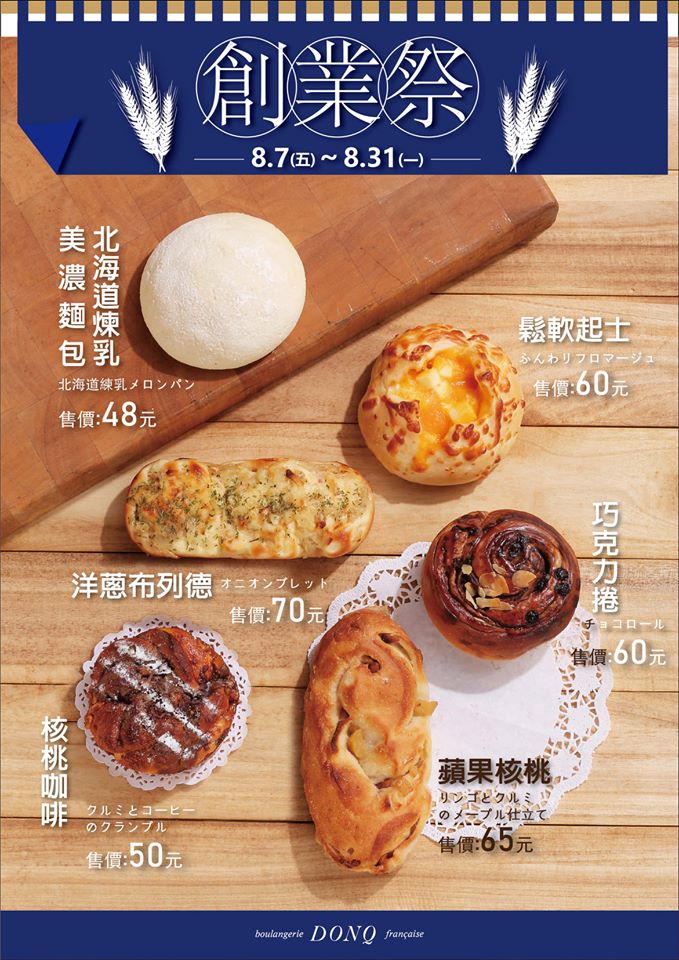 創業祭
8.7(五)~8.31(一)
北海道煉乳
美濃麵包
北海道練乳メロンパン
售價:48元
鬆軟起士
ふんわりフロマージュ
售價:60元
洋蔥布列德 オニオンブレット
售價:70元
巧克力捲
チョコロール
售價:60元
核桃咖啡
クルミとコーヒー
のクランブル
售價:50元
蘋果核桃
リンゴとクルミ
のメープル仕立て
售價:65元
boulangerie DONQ française